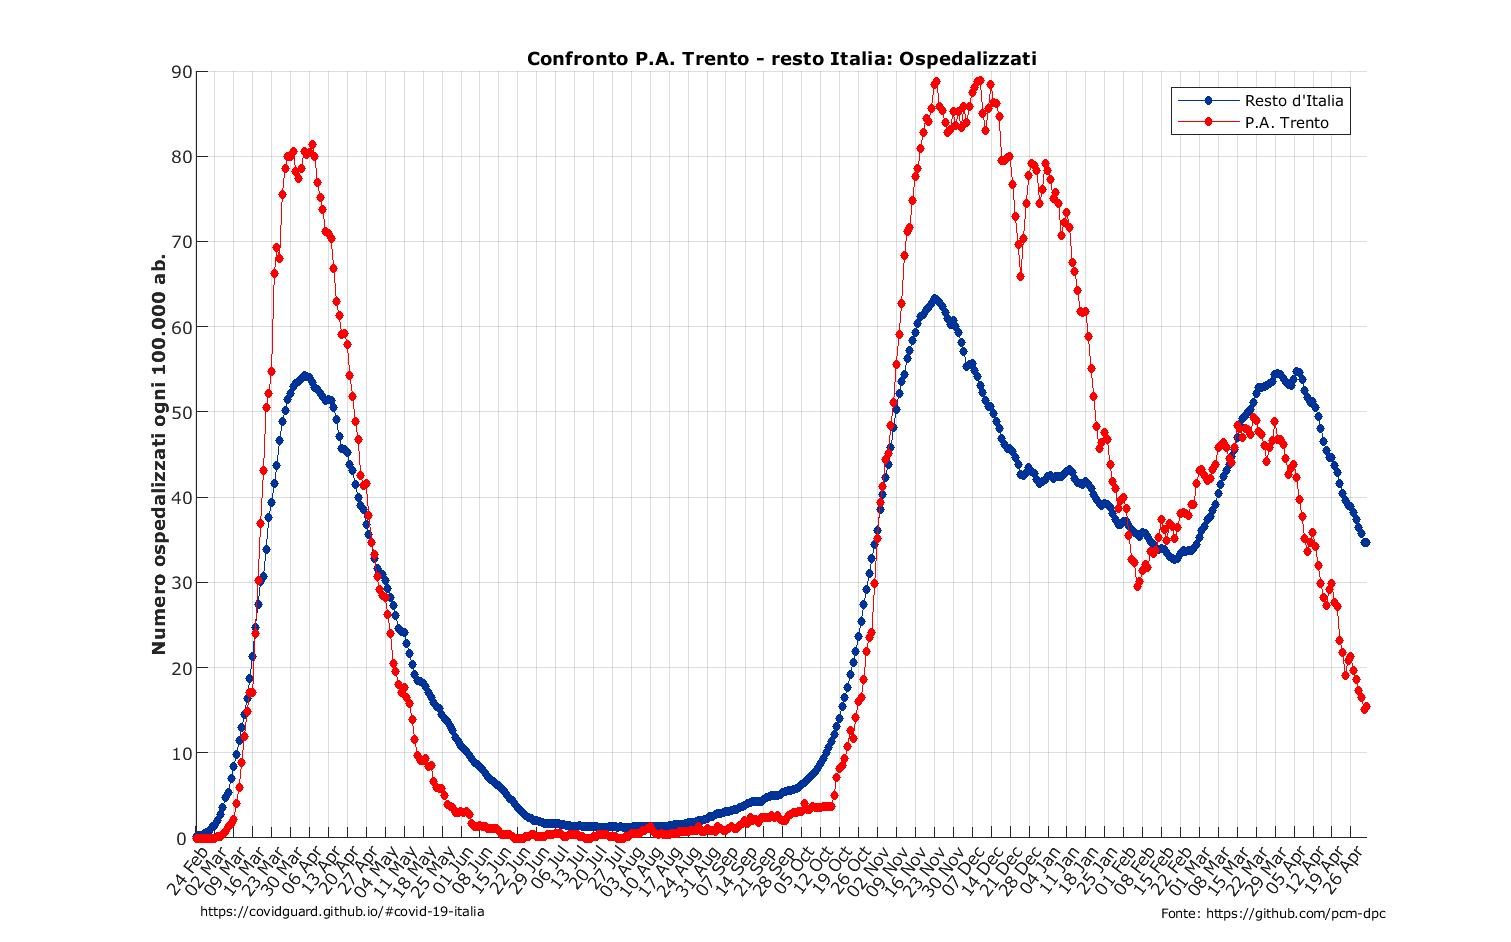 Confronto P.A. Trento - resto Italia: Ospedalizzati
90
80
70
60
50
40
30
20
10
0
Numero ospedalizzati ogni 100.000 ab.
Resto d'Italia
P.A. Trento
24 Feb
02 Mar
09 Mar
16 Mar
23 Mar
30 Mar
06 Apr
13 Apr
20 Apr
27 Apr
04 May
11 May
18 May
25 May
01 Jun
08 Jun
15 Jun
22 Jun
29 Jun
06 Jul
13 Jul
20 Jul
27 Jul
03 Aug
10 Aug
17 Aug
24 Aug
31 Aug
07 Sep
14 Sep
21 Sep
28 Sep
05 Oct
12 Oct
19 Oct
26 Oct
02 Nov
09 Nov
16 Nov
23 Nov
30 Nov
07 Dec
14 Dec
21 Dec
28 Dec
04 Jan
11 Jan
18 Jan
25 Jan
01 Feb
08 Feb
15 Feb
22 Feb
01 Mar
08 Mar
15 Mar
22 Mar
29 Mar
05 Apr
12 Apr
19 Apr
26 Apr
https://covidguard.github.io/#covid-19-italia
Fonte: https://github.com/pcm-dpc